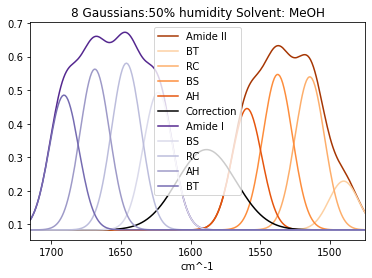 8 Gaussians:50% humidity Solvent: MeOH
0.7
0.6
0.5
0.4
0.3
0.2
0.1
Amide II
BT
RC
BS
AH
Correction
Amide I
BS
RC
AH
BT
1700 1650 1600 1550 1500
cm^-1